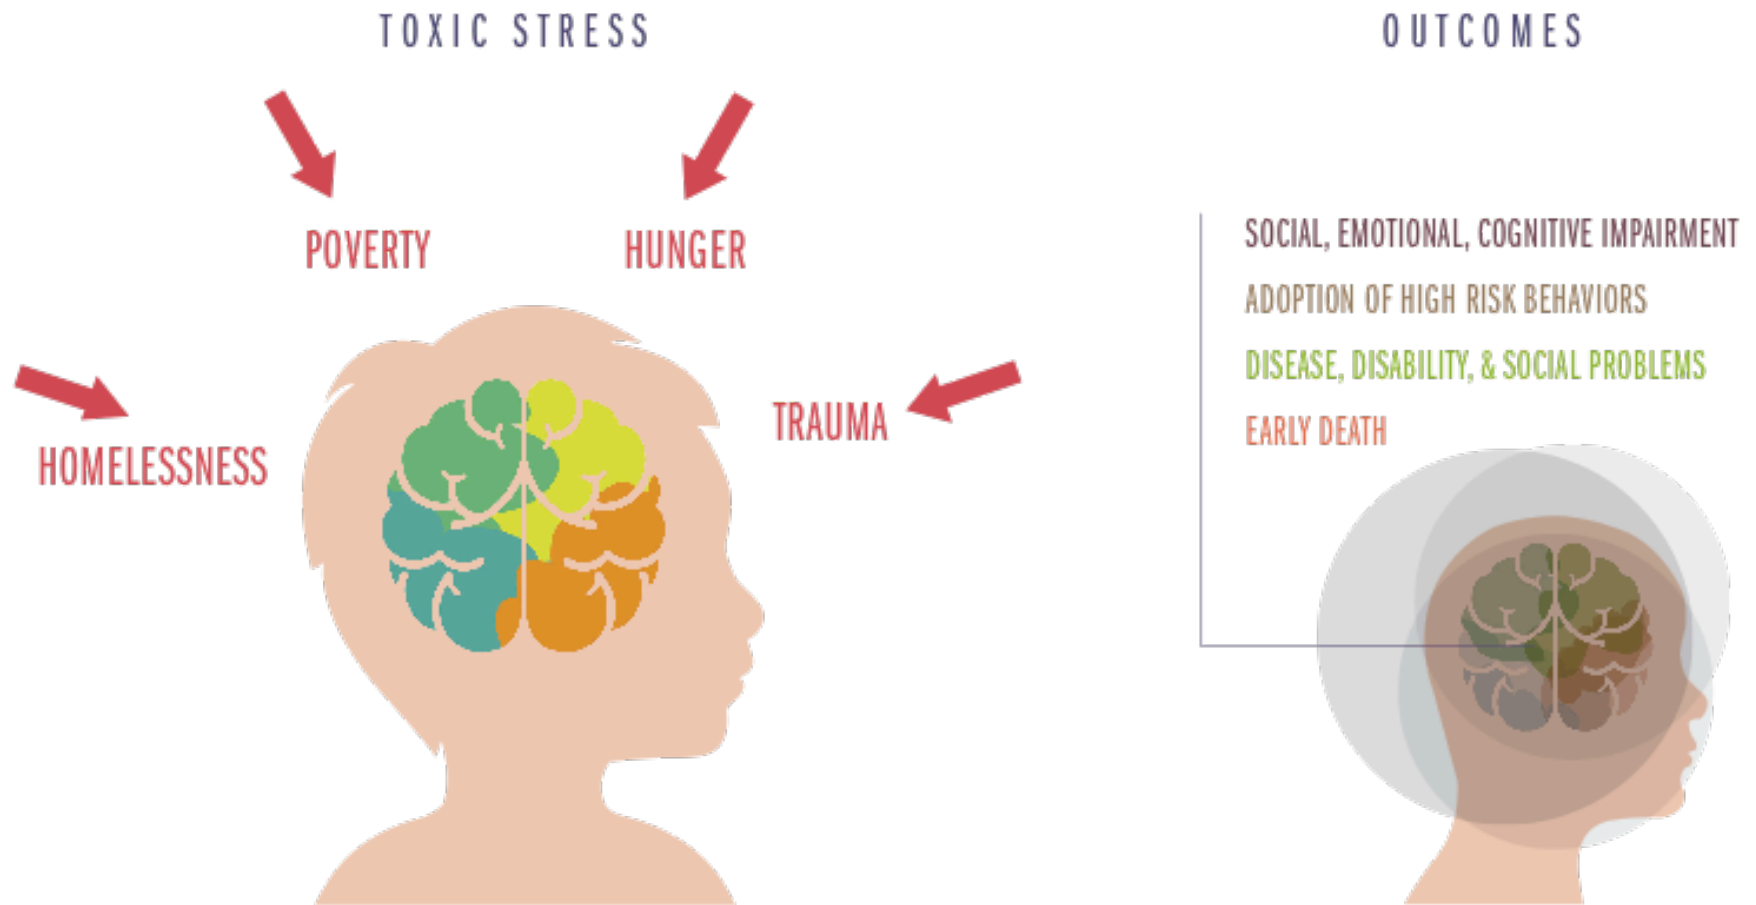 TOXIC STRESS
POVERTY
HUNGER
HOMELESSNESS
TRAUMA
OUTCOMES
SOCIAL, EMOTIONAL, COGNITIVE IMPAIRMENT
ADOPTION OF HIGH RISK BEHAVIORS
DISEASE, DISABILITY, & SOCIAL PROBLEMS
EARLY DEATH